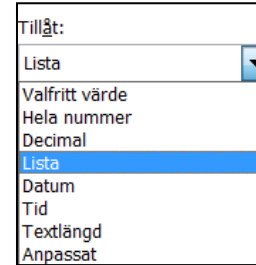 Tillåt:
Lista
Valfritt värde
Hela nummer
Decimal
Lista
Datum
Tid
Textlängd
Anpassat